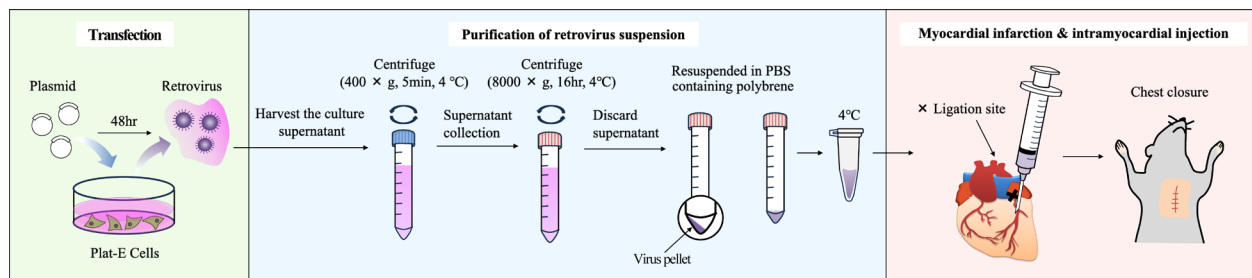 Transfection
Plasmid
Retrovirus
48hr
Plat-E Cells
Purification of retrovirus suspension
Harvest the culture
supernatant
Centrifuge
(400 × g, 5min, 4 ℃)
Supernatant
collection
Centrifuge
(8000 × g, 16hr, 4℃)
Discard
supernatant
Resuspended in PBS
containing polybrene
Virus pellet
4℃
Myocardial infarction & intramyocardial injection
× Ligation site
Chest closure